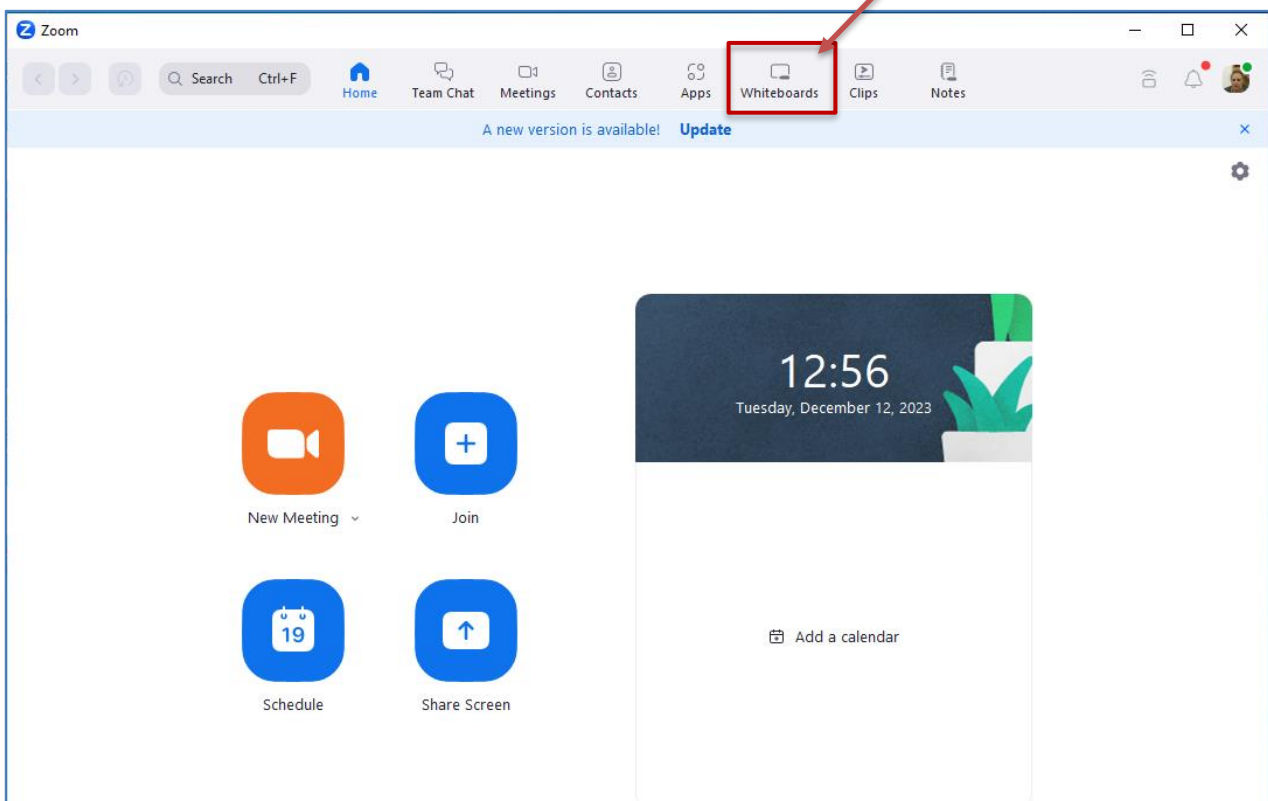 Zoom
Search Ctrl+F
Home
Team Chat
Meetings
Contacts
Apps
Whiteboards
Clips
Notes
A new version is available! Update
12:56
Tuesday, December 12, 2023
New Meeting
Join
19
Schedule
Share Screen
Add a calendar